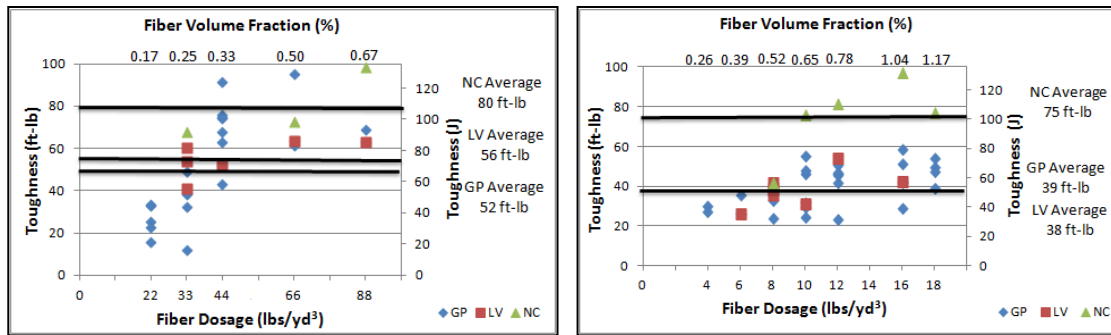 Fiber Volume Fraction (%)
0.17 0.25 0.33 0.50 0.67
100
80
60
40
20
0
Toughness (ft-lb)
120
100
80
60
40
20
0
Toughness (J)
NC Average
80 ft-lb
LV Average
56 ft-lb
GP Average
52 ft-lb
0 22 33 44 66 88
Fiber Dosage (lbs/yd³)
GP LV NC
Fiber Volume Fraction (%)
0.26 0.39 0.52 0.65 0.78 1.04 1.17
100
80
60
40
20
0
Toughness (ft-lb)
120
100
80
60
40
20
0
Toughness (J)
NC Average
75 ft-lb
GP Average
39 ft-lb
LV Average
38 ft-lb
0 2 4 6 8 10 12 14 16 18
Fiber Dosage (lbs/yd³)
GP LV NC